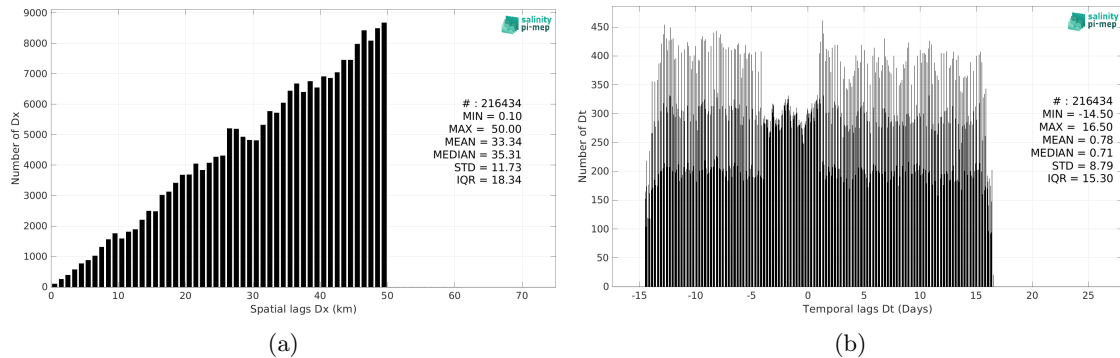 salinity
pi-mep
9000
8000
7000
6000
5000
4000
3000
2000
1000
0
Number of Dx
# : 216434
MIN = 0.10
MAX = 50.00
MEAN = 33.34
MEDIAN = 35.31
STD = 11.73
IQR = 18.34
0 10 20 30 40 50 60 70
Spatial lags Dx (km)
(a)
salinity
pi-mep
450
400
350
300
250
200
150
100
50
0
Number of Dt
# : 216434
MIN = -14.50
MAX = 16.50
MEAN = 0.78
MEDIAN = 0.71
STD = 8.79
IQR = 15.30
-15 -10 -5 0 5 10 15 20 25
Temporal lags Dt (Days)
(b)